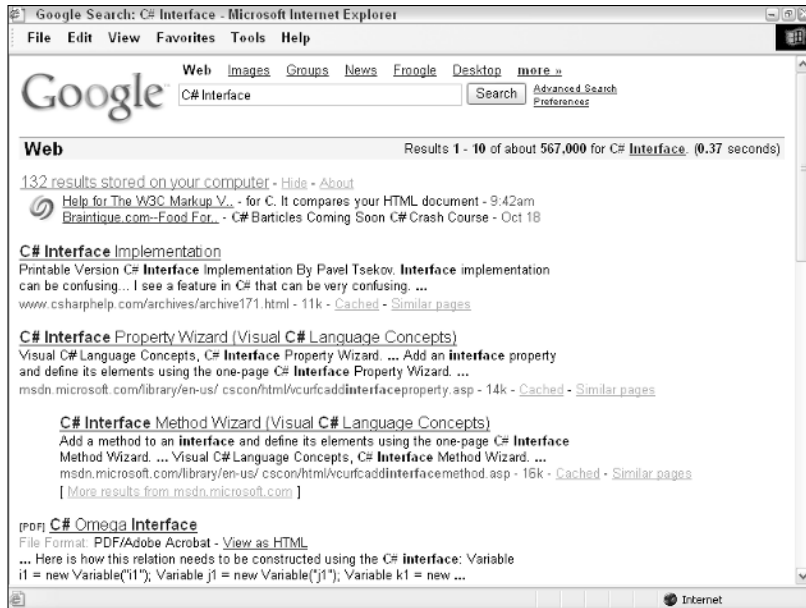 Google Search: C# Interface - Microsoft Internet Explorer
File Edit View Favorites Tools Help
Google
Web Images Groups News Froogle Desktop more »
C# Interface
Search
Advanced Search
Preferences
Web
Results 1 - 10 of about 567,000 for C# Interface. (0.37 seconds)
132 results stored on your computer - Hide - About
Help for The W3C Markup V.. - for C. It compares your HTML document - 9:42am
Braintique.com--Food For.. - C# Barticles Coming Soon C# Crash Course - Oct 18
C# Interface Implementation
Printable Version C# Interface Implementation By Pavel Tsekov. Interface implementation
can be confusing... I see a feature in C# that can be very confusing. ...
www.csharphelp.com/archives/archive171.html - 11k - Cached - Similar pages
C# Interface Property Wizard (Visual C# Language Concepts)
Visual C# Language Concepts, C# Interface Property Wizard. ... Add an interface property
and define its elements using the one-page C# Interface Property Wizard. ...
msdn.microsoft.com/library/en-us/ cscon/html/vcurfcaddinterfaceproperty.asp - 14k - Cached - Similar pages
C# Interface Method Wizard (Visual C# Language Concepts)
Add a method to an interface and define its elements using the one-page C# Interface
Method Wizard. ... Visual C# Language Concepts, C# Interface Method Wizard. ...
msdn.microsoft.com/library/en-us/ cscon/html/vcurfcaddinterfacemethod.asp - 16k - Cached - Similar pages
[ More results from msdn.microsoft.com ]
[PDF] C# Omega Interface
File Format: PDF/Adobe Acrobat - View as HTML
... Here is how this relation needs to be constructed using the C# interface: Variable
i1 = new Variable("i1"); Variable j1 = new Variable("j1"); Variable k1 = new ...
Internet